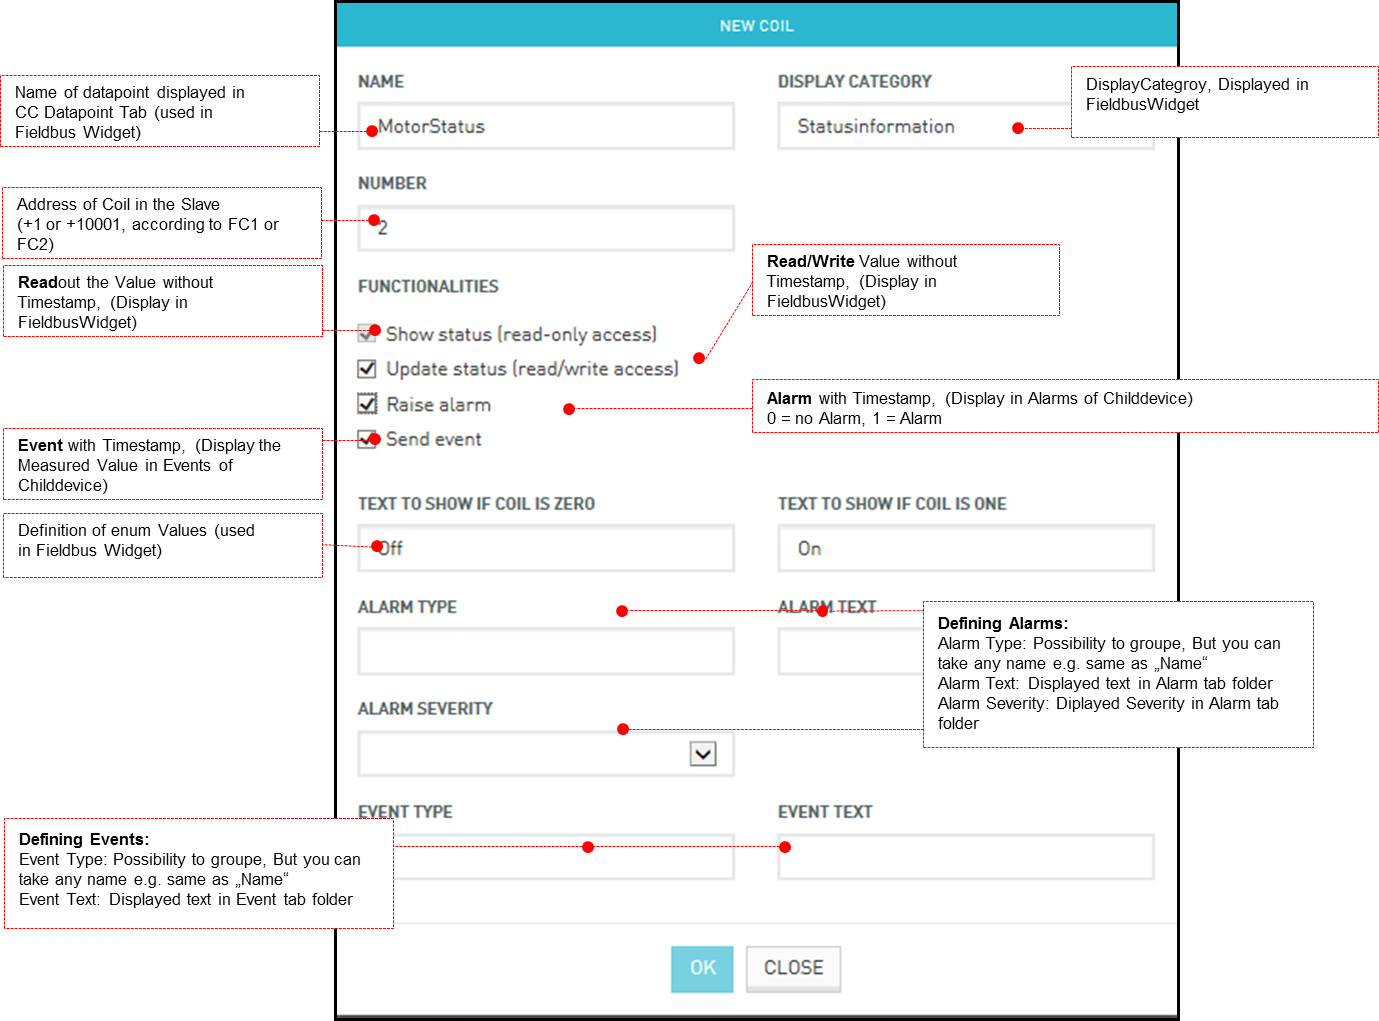 NEW COIL
NAME
DISPLAY CATEGORY
Name of datapoint displayed in
CC Datapoint Tab (used in
Fieldbus Widget)
MotorStatus
Statusinformation
DisplayCategroy, Displayed in
FieldbusWidget
NUMBER
Address of Coil in the Slave
(+1 or +10001, according to FC1 or
FC2)
2
Readout the Value without
Timestamp, (Display in
FieldbusWidget)
Read/Write Value without
Timestamp, (Display in
FieldbusWidget)
FUNCTIONALITIES
Show status (read-only access)
Update status (read/write access)
Raise alarm
Send event
Alarm with Timestamp, (Display in Alarms of Childdevice)
0 = no Alarm, 1 = Alarm
Event with Timestamp, (Display the
Measured Value in Events of
Childdevice)
TEXT TO SHOW IF COIL IS ZERO
TEXT TO SHOW IF COIL IS ONE
Definition of enum Values (used
in Fieldbus Widget)
Off
On
ALARM TYPE
ALARM TEXT
Defining Alarms:
Alarm Type: Possibility to groupe, But you can
take any name e.g. same as „Name“
Alarm Text: Displayed text in Alarm tab folder
Alarm Severity: Diplayed Severity in Alarm tab
folder
ALARM SEVERITY
EVENT TYPE
EVENT TEXT
Defining Events:
Event Type: Possibility to groupe, But you can
take any name e.g. same as „Name“
Event Text: Displayed text in Event tab folder
OK
CLOSE